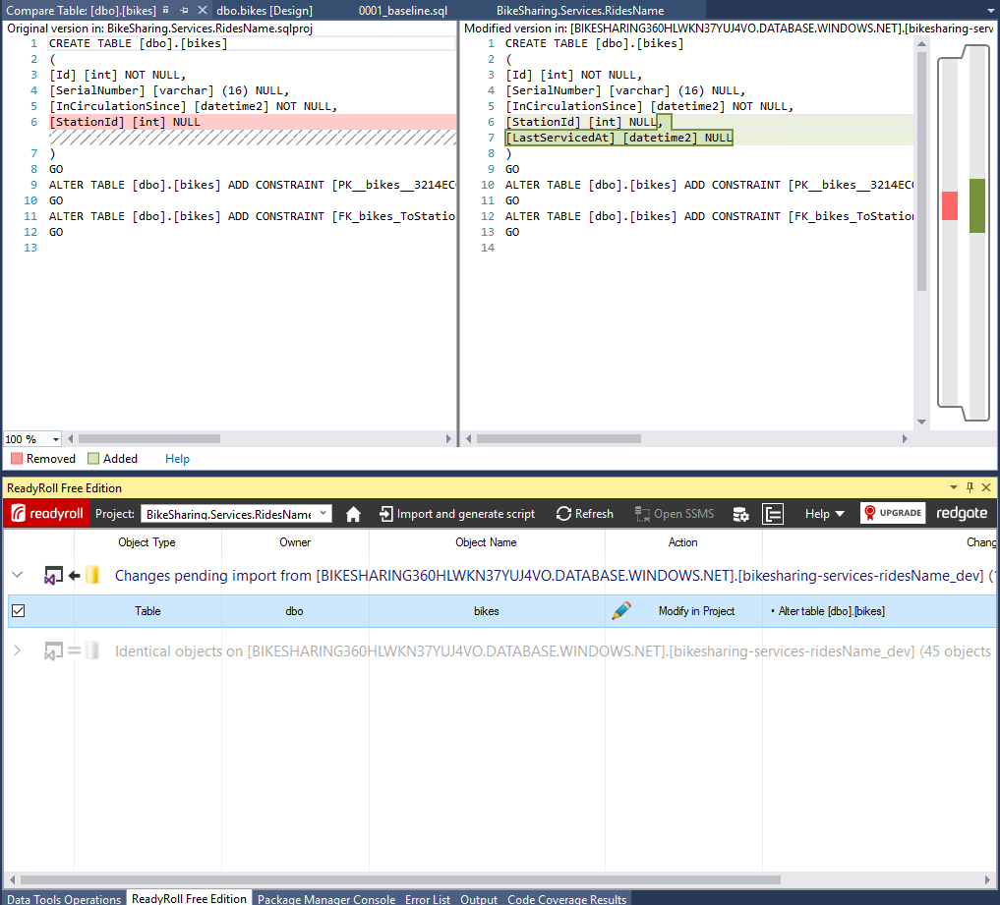 Compare Table: [dbo].[bikes]
dbo.bikes [Design]
0001_baseline.sql
BikeSharing.Services.RidesName
Original version in: BikeSharing.Services.RidesName.sqlproj
1 CREATE TABLE [dbo].[bikes]
2 (
3 [Id] [int] NOT NULL,
4 [SerialNumber] [varchar] (16) NULL,
5 [InCirculationSince] [datetime2] NOT NULL,
6 [StationId] [int] NULL
7 )
8 GO
9 ALTER TABLE [dbo].[bikes] ADD CONSTRAINT [PK__bikes__3214EC
10 GO
11 ALTER TABLE [dbo].[bikes] ADD CONSTRAINT [FK_bikes_ToStatio
12 GO
13
Modified version in: [BIKESHARING360HLWKN37YUJ4VO.DATABASE.WINDOWS.NET].[bikesharing-serv
1 CREATE TABLE [dbo].[bikes]
2 (
3 [Id] [int] NOT NULL,
4 [SerialNumber] [varchar] (16) NULL,
5 [InCirculationSince] [datetime2] NOT NULL,
6 [StationId] [int] NULL,
7 [LastServicedAt] [datetime2] NULL
8 )
9 GO
10 ALTER TABLE [dbo].[bikes] ADD CONSTRAINT [PK__bikes__3214EC
11 GO
12 ALTER TABLE [dbo].[bikes] ADD CONSTRAINT [FK_bikes_ToStation
13 GO
14
100 %
Removed Added Help
ReadyRoll Free Edition
readyroll Project: BikeSharing.Services.RidesName Import and generate script Refresh Open SSMS Help UPGRADE redgate
Object Type Owner Object Name Action Chang
Changes pending import from [BIKESHARING360HLWKN37YUJ4VO.DATABASE.WINDOWS.NET].[bikesharing-services-ridesName_dev] (
Table dbo bikes Modify in Project • Alter table [dbo].[bikes]
Identical objects on [BIKESHARING360HLWKN37YUJ4VO.DATABASE.WINDOWS.NET].[bikesharing-services-ridesName_dev] (45 objects
Data Tools Operations ReadyRoll Free Edition Package Manager Console Error List Output Code Coverage Results